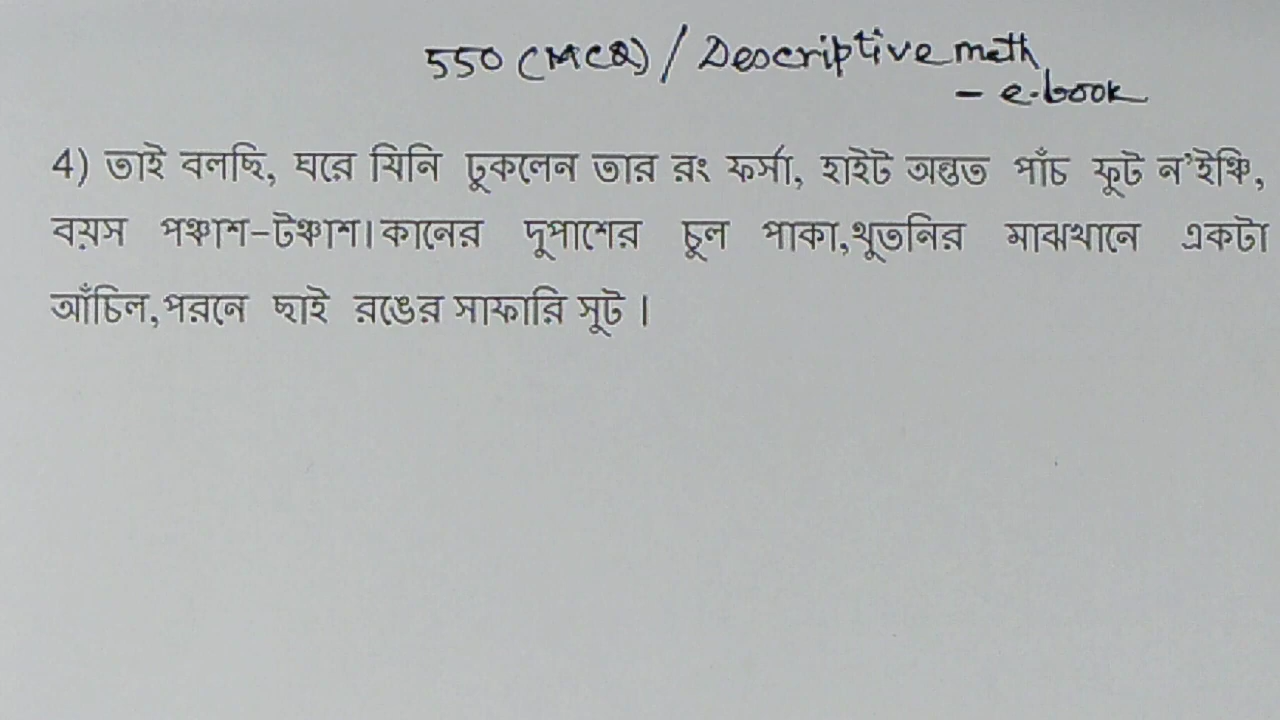 550 (MCQ) / Descriptive math
- e-book
4) তাই বলছি, ঘরে যিনি ঢুকলেন তার রং ফর্সা, হাইট অন্তত পাঁচ ফুট ন'ইঞ্চি,
বয়স পঞ্চাশ-টঞ্চাশ। কানের দুপাশের চুল পাকা,থুতনির মাঝখানে একটা
আঁচিল,পরনে ছাই রঙের সাফারি সূট ।